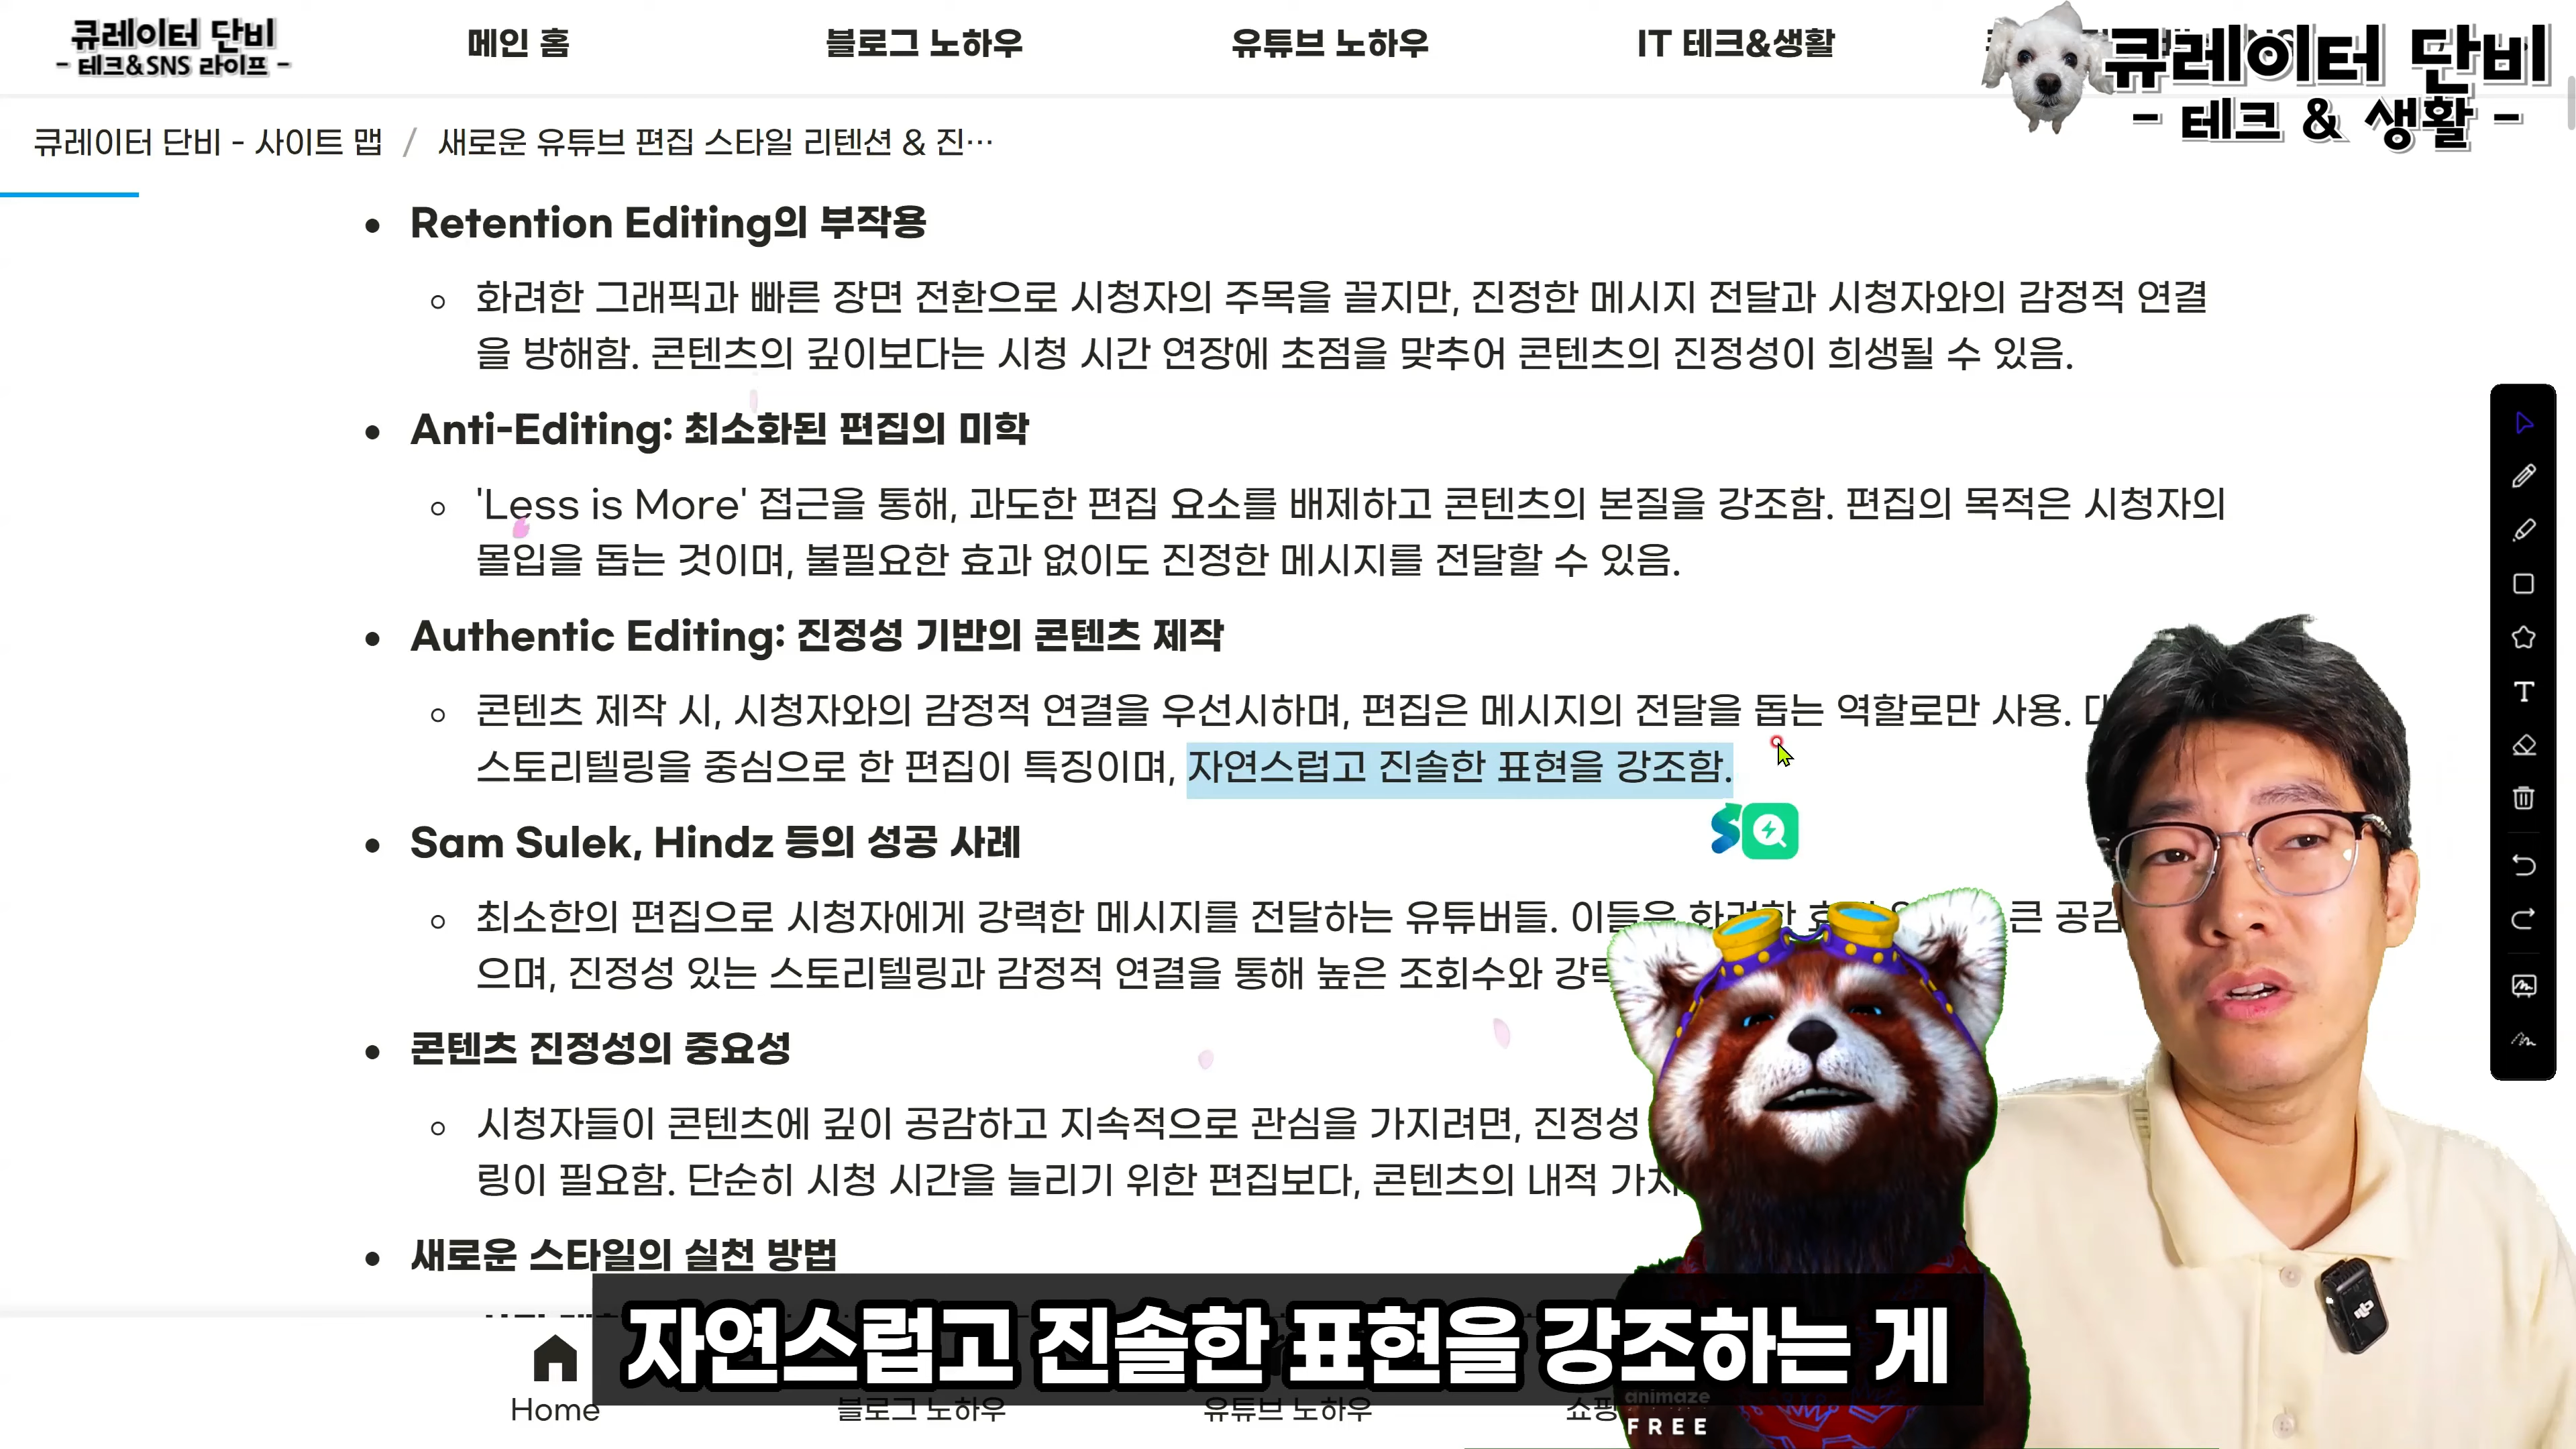 큐레이터 단비
- 테크&SNS 라이프 -
메인 홈
블로그 노하우
유튜브 노하우
IT 테크&생활
큐레이터 단비
- 테크 & 생활 -
큐레이터 단비 - 사이트 맵 / 새로운 유튜브 편집 스타일 리텐션 & 진…
• Retention Editing의 부작용
화려한 그래픽과 빠른 장면 전환으로 시청자의 주목을 끌지만, 진정한 메시지 전달과 시청자와의 감정적 연결
을 방해함. 콘텐츠의 깊이보다는 시청 시간 연장에 초점을 맞추어 콘텐츠의 진정성이 희생될 수 있음.
• Anti-Editing: 최소화된 편집의 미학
'Less is More' 접근을 통해, 과도한 편집 요소를 배제하고 콘텐츠의 본질을 강조함. 편집의 목적은 시청자의
몰입을 돕는 것이며, 불필요한 효과 없이도 진정한 메시지를 전달할 수 있음.
• Authentic Editing: 진정성 기반의 콘텐츠 제작
콘텐츠 제작 시, 시청자와의 감정적 연결을 우선시하며, 편집은 메시지의 전달을 돕는 역할로만 사용.
스토리텔링을 중심으로 한 편집이 특징이며, 자연스럽고 진솔한 표현을 강조함.
• Sam Sulek, Hindz 등의 성공 사례
최소한의 편집으로 시청자에게 강력한 메시지를 전달하는 유튜버들. 이들은 화려한 큰
으며, 진정성 있는 스토리텔링과 감정적 연결을 통해 높은 조회수와
• 콘텐츠 진정성의 중요성
시청자들이 콘텐츠에 깊이 공감하고 지속적으로 관심을 가지려면, 진정성
링이 필요함. 단순히 시청 시간을 늘리기 위한 편집보다, 콘텐츠의 내적
• 새로운 스타일의 실천 방법
자연스럽고 진솔한 표현을 강조하는 게
Home
블로그 노하우
유튜브 노하우
animaze
FREE